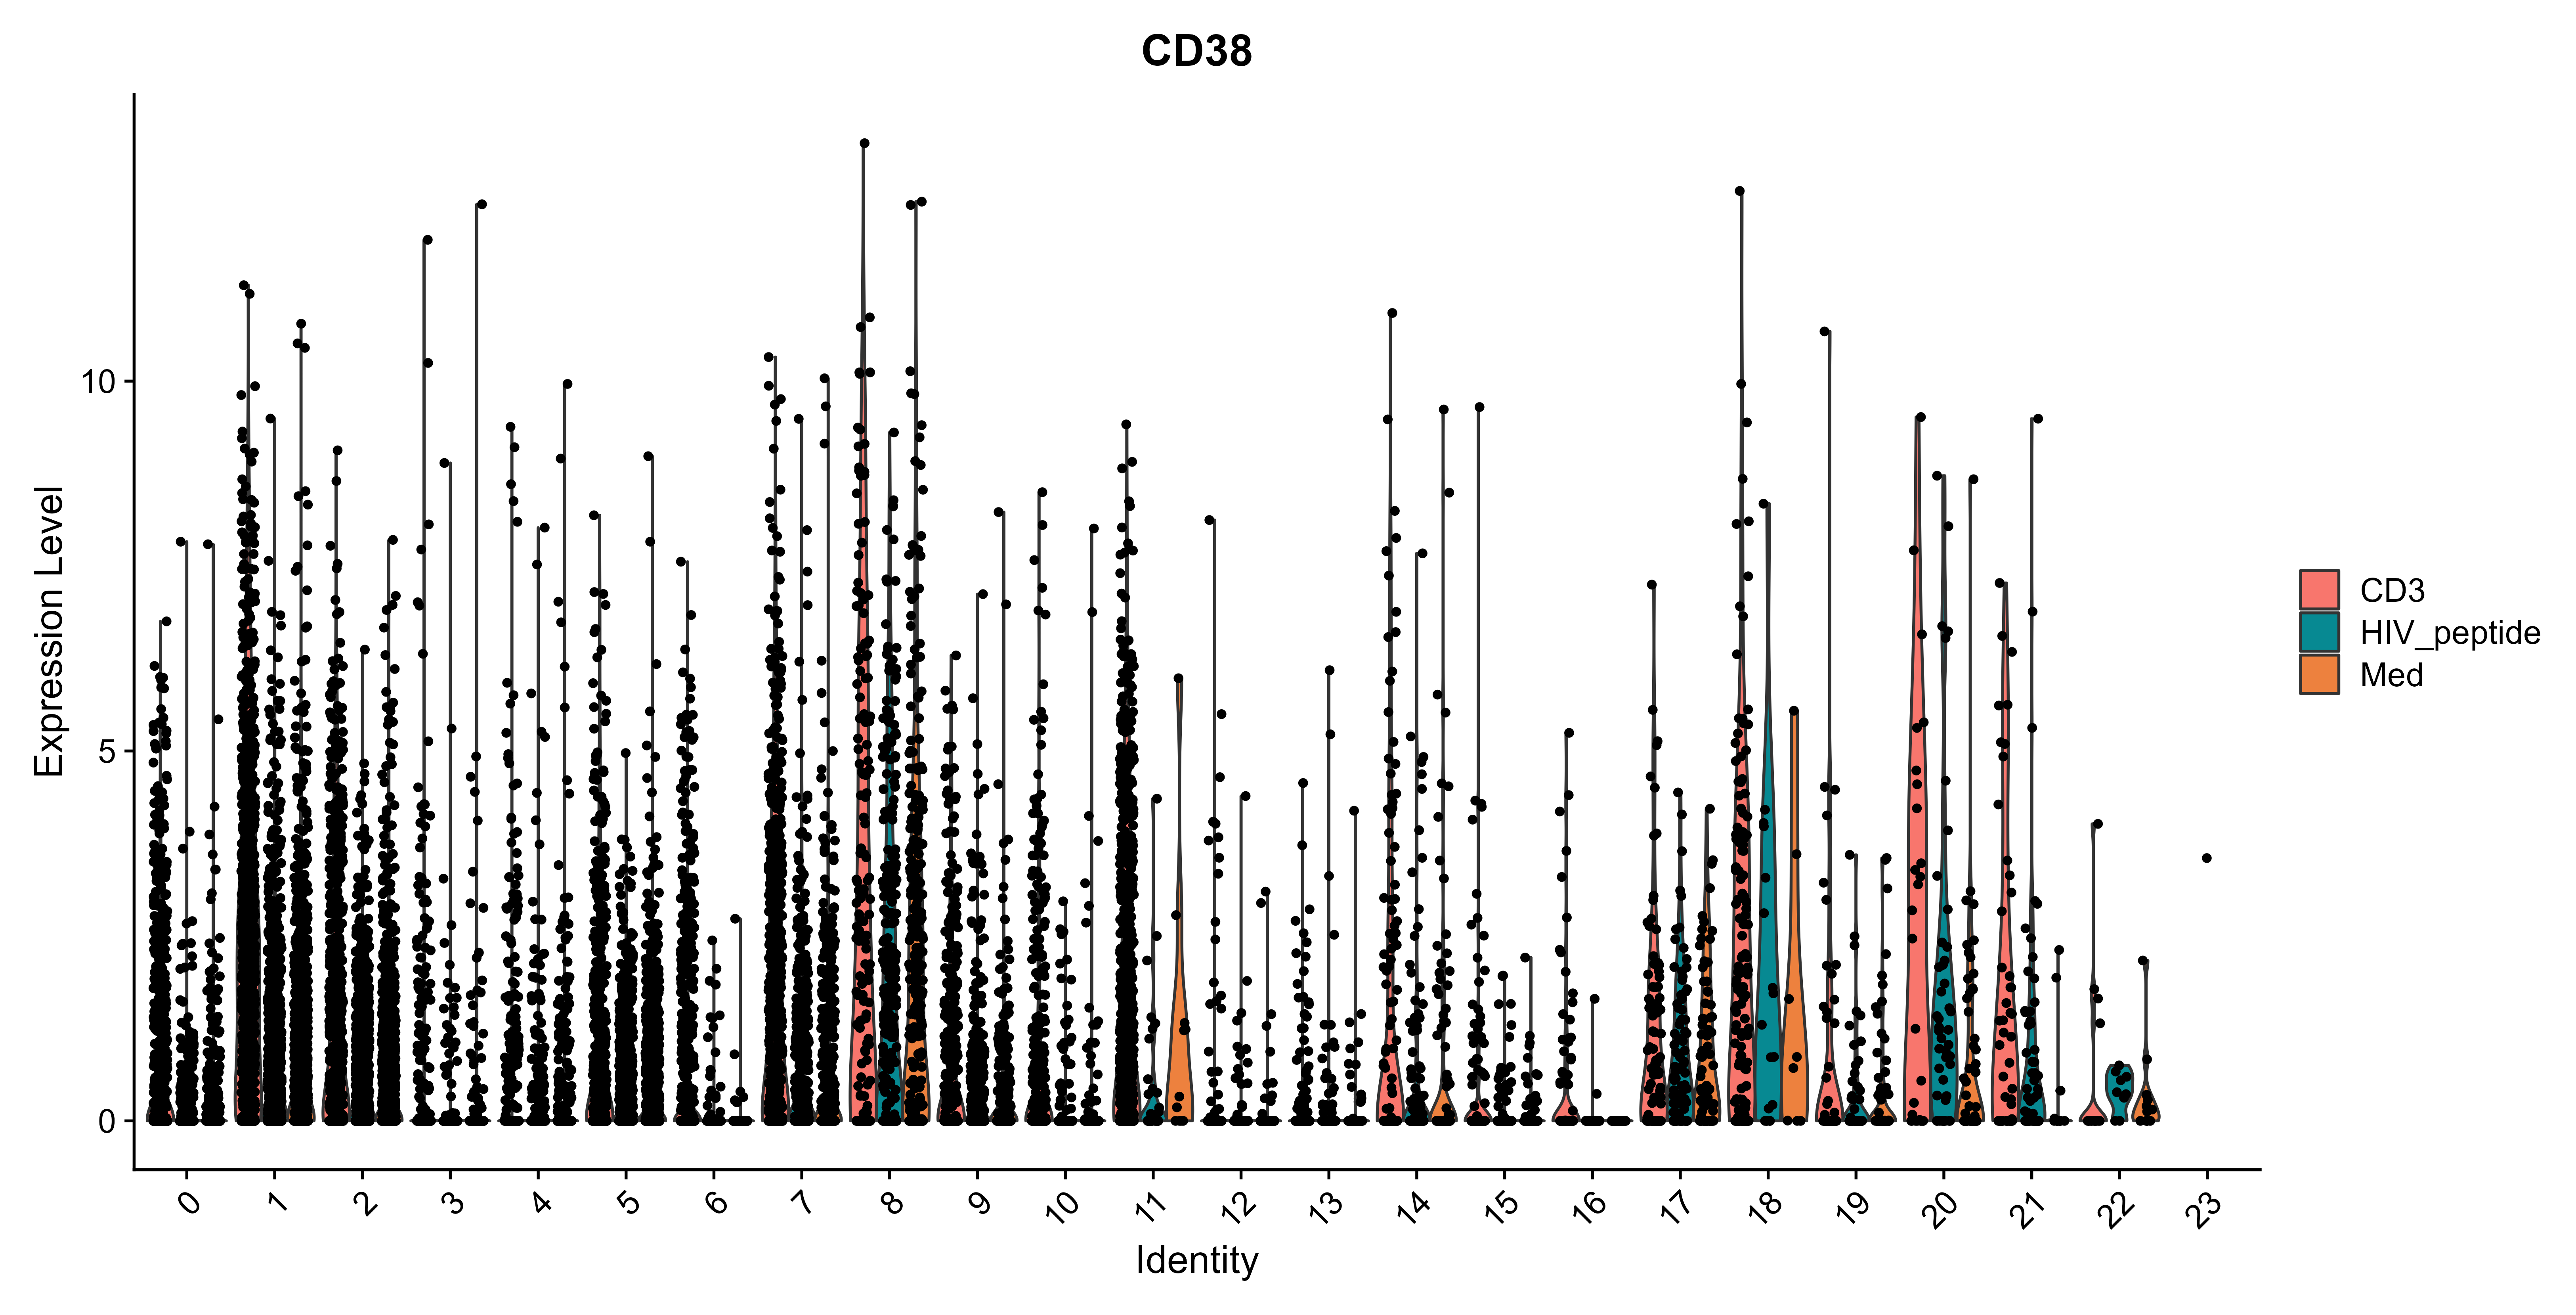 CD38
Expression Level
10
5
0
0 1 2 3 4 5 6 7 8 9 10 11 12 13 14 15 16 17 18 19 20 21 22 23
Identity
CD3
HIV_peptide
Med